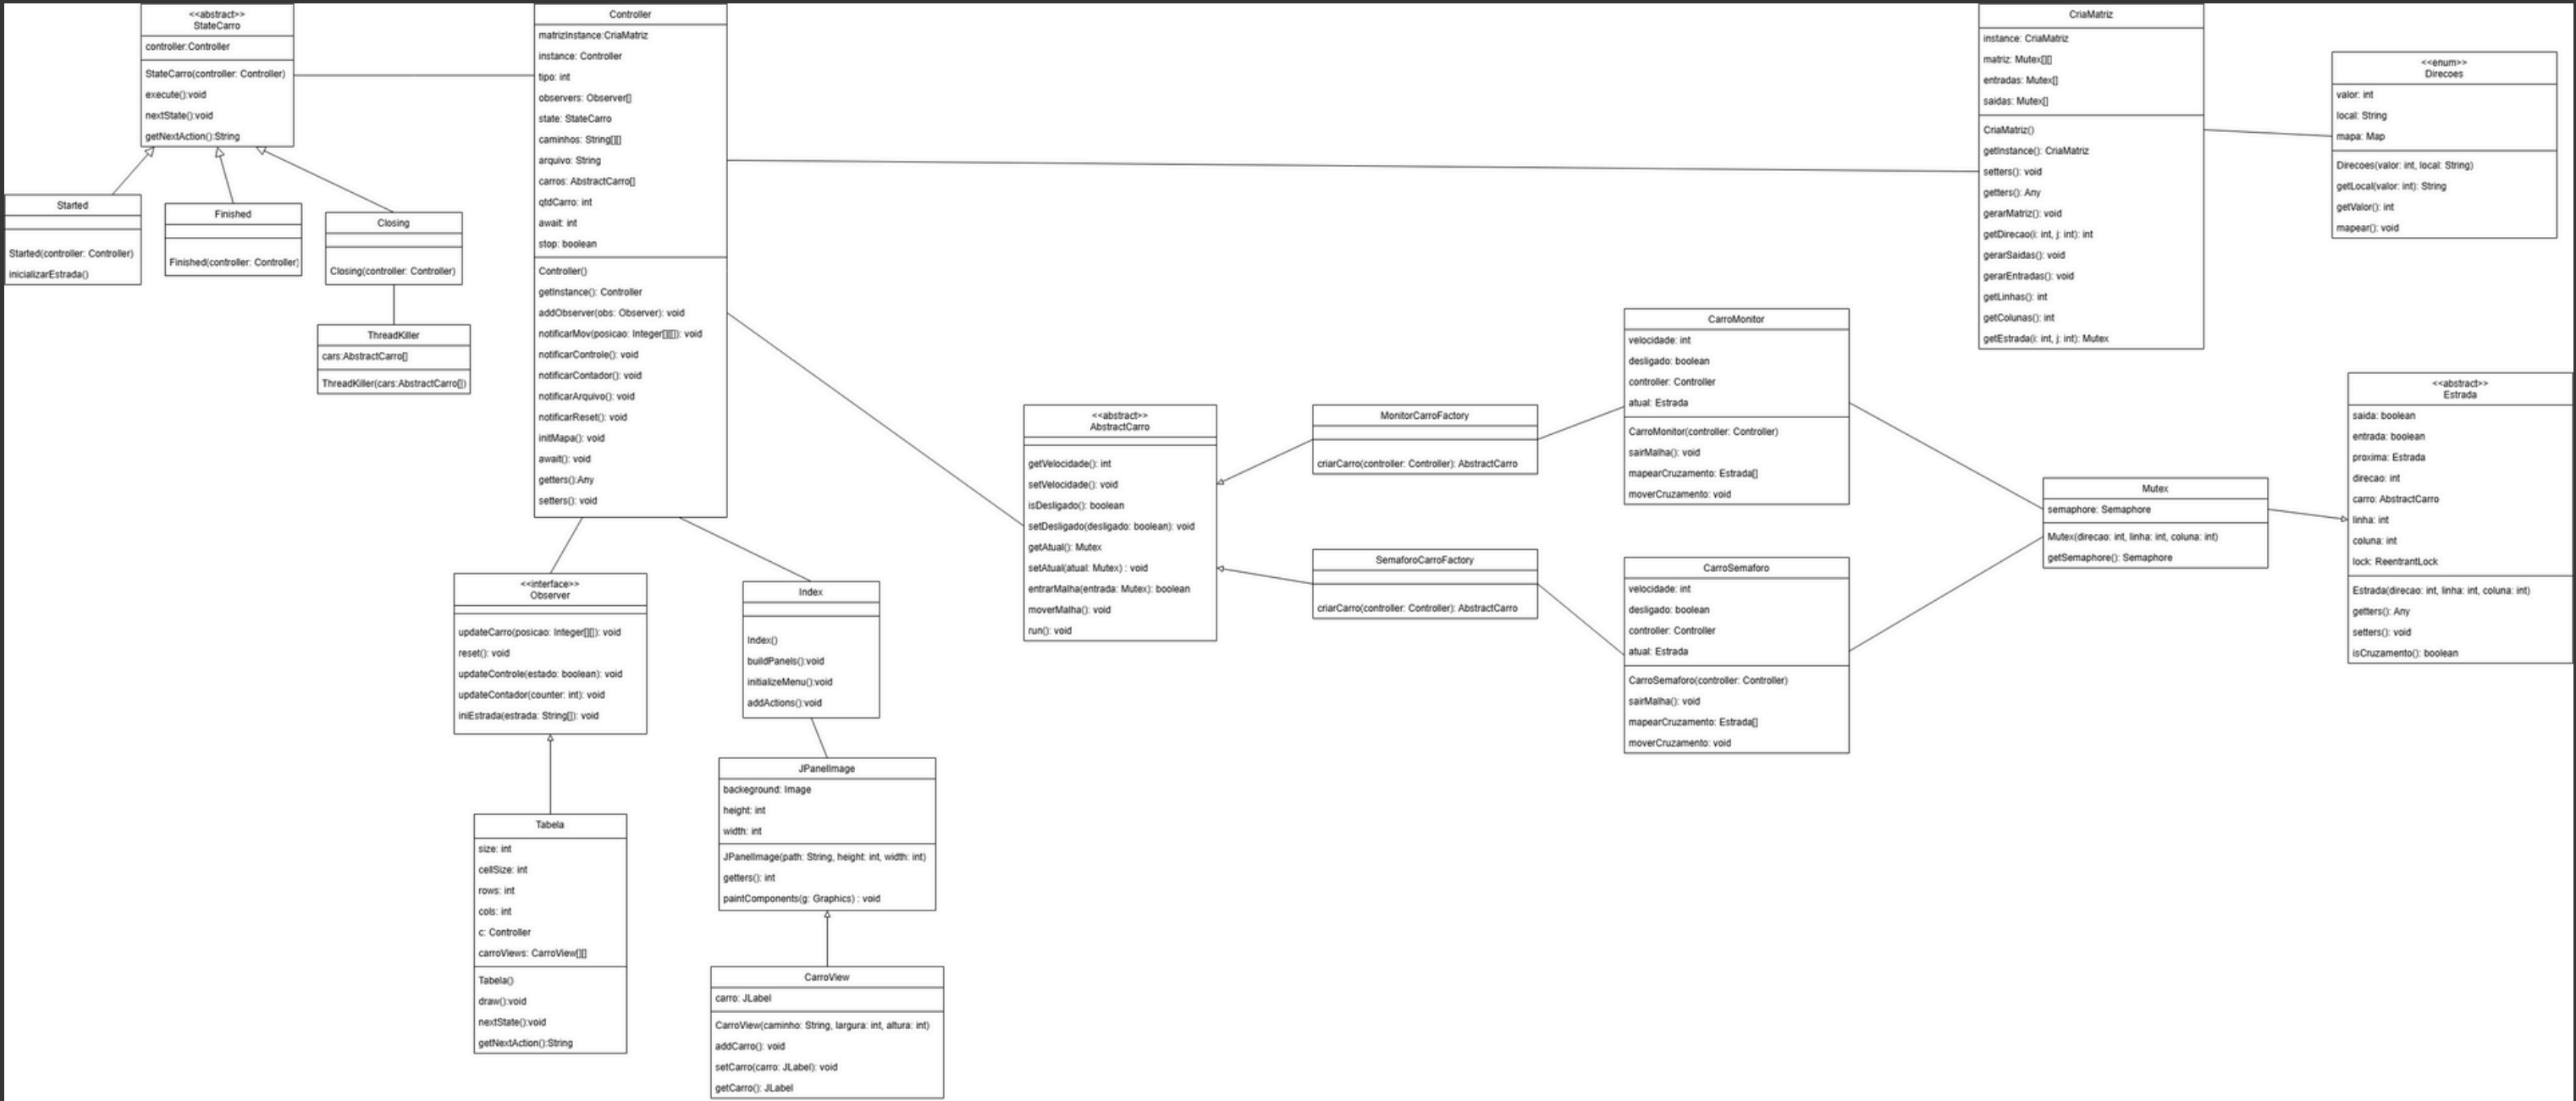 <<abstract>>
StateCarro
controller:Controller
StateCarro(controller: Controller)
execute():void
nextState():void
getNextAction():String
Started
Started(controller: Controller)
inicializarEstrada()
Finished
Finished(controller: Controller)
Closing
Closing(controller: Controller)
ThreadKiller
cars:AbstractCarro[]
ThreadKiller(cars:AbstractCarro[])
Controller
matrizInstance:CriaMatriz
instance: Controller
tipo: int
observers: Observer[]
state: StateCarro
caminhos: String[][]
arquivo: String
carros: AbstractCarro[]
qtdCarro: int
await: int
stop: boolean
Controller()
getInstance(): Controller
addObserver(obs: Observer): void
notificarMov(posicao: Integer[][]): void
notificarControle(): void
notificarContador(): void
notificarArquivo(): void
notificarReset(): void
initMapa(): void
await(): void
getters():Any
setters(): void
<<interface>>
Observer
updateCarro(posicao: Integer[][]): void
reset(): void
updateControle(estado: boolean): void
updateContador(counter: int): void
iniEstrada(estrada: String[]): void
Tabela
size: int
cellSize: int
rows: int
cols: int
c: Controller
carroViews: CarroView[][]
Tabela()
draw():void
nextState():void
getNextAction():String
Index
Index()
buildPanels():void
initializeMenu():void
addActions():void
JPanelImage
backeground: Image
height: int
width: int
JPanelImage(path: String, height: int, width: int)
getters(): int
paintComponents(g: Graphics) : void
CarroView
carro: JLabel
CarroView(caminho: String, largura: int, altura: int)
addCarro(): void
setCarro(carro: JLabel): void
getCarro(): JLabel
<<abstract>>
AbstractCarro
getVelocidade(): int
setVelocidade(): void
isDesligado(): boolean
setDesligado(desligado: boolean): void
getAtual(): Mutex
setAtual(atual: Mutex) : void
entrarMalha(entrada: Mutex): boolean
moverMalha(): void
run(): void
MonitorCarroFactory
criarCarro(controller: Controller): AbstractCarro
SemaforoCarroFactory
criarCarro(controller: Controller): AbstractCarro
CarroMonitor
velocidade: int
desligado: boolean
controller: Controller
atual: Estrada
CarroMonitor(controller: Controller)
sairMalha(): void
mapearCruzamento: Estrada[]
moverCruzamento: void
CarroSemaforo
velocidade: int
desligado: boolean
controller: Controller
atual: Estrada
CarroSemaforo(controller: Controller)
sairMalha(): void
mapearCruzamento: Estrada[]
moverCruzamento: void
CriaMatriz
instance: CriaMatriz
matriz: Mutex[][]
entradas: Mutex[]
saidas: Mutex[]
CriaMatriz()
getInstance(): CriaMatriz
setters(): void
getters(): Any
gerarMatriz(): void
getDirecao(i: int, j: int): int
gerarSaidas(): void
gerarEntradas(): void
getLinhas(): int
getColunas(): int
getEstrada(i: int, j: int): Mutex
<<enum>>
Direcoes
valor: int
local: String
mapa: Map
Direcoes(valor: int, local: String)
getLocal(valor: int): String
getValor(): int
mapear(): void
Mutex
semaphore: Semaphore
Mutex(direcao: int, linha: int, coluna: int)
getSemaphore(): Semaphore
<<abstract>>
Estrada
saida: boolean
entrada: boolean
proxima: Estrada
direcao: int
carro: AbstractCarro
linha: int
coluna: int
lock: ReentrantLock
Estrada(direcao: int, linha: int, coluna: int)
getters(): Any
setters(): void
isCruzamento(): boolean